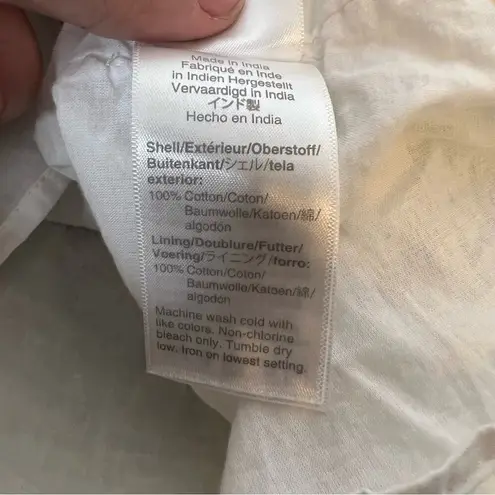 Made in India
Fabriqué en Inde
in Indien Hergestellt
Vervaardigd in India
インド製
Hecho en India
Shell/Extérieur/Oberstoff/
Buitenkant/シェル/tela
exterior:
100% Cotton/Coton/
Baumwolle/Katoen/綿/
algodón
Lining/Doublure/Futter/
Voering/ライニング/forro:
100% Cotton/Coton/
Baumwolle/Katoen/綿/
algodón
Machine wash cold with
like colors. Non-chlorine
bleach only. Tumble dry
low. Iron on lowest setting.